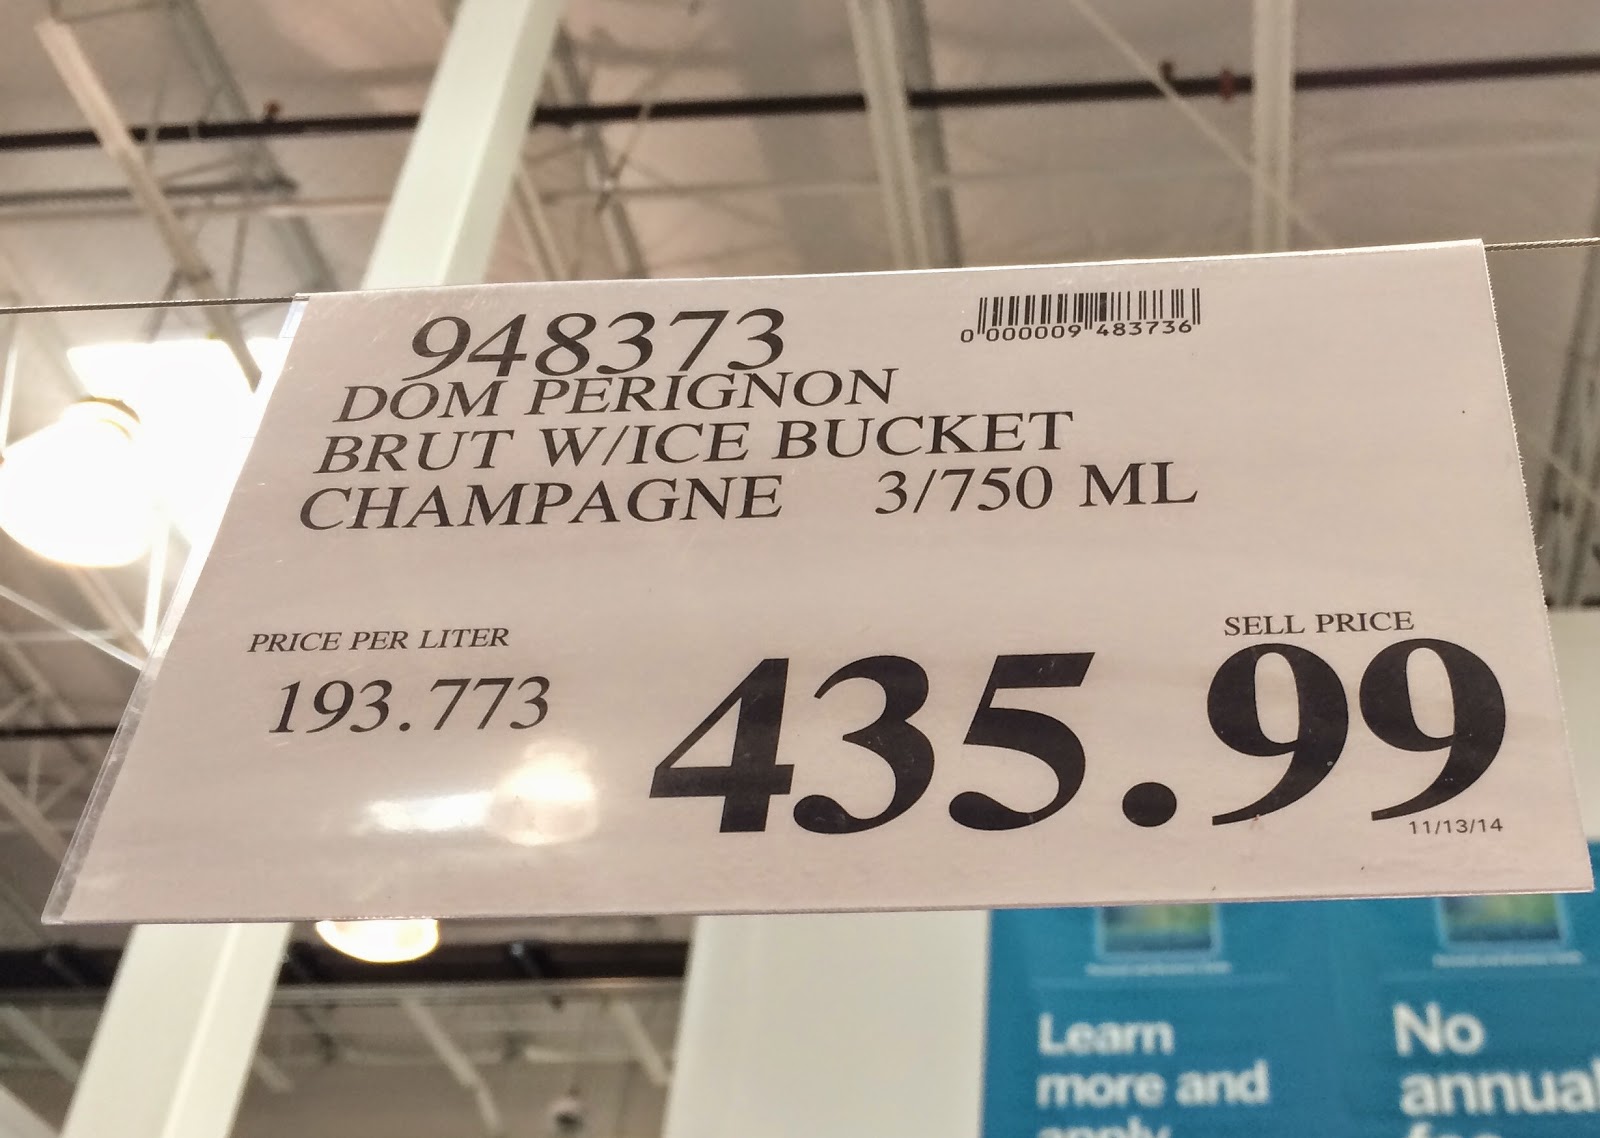 948373
0 000009 483736
DOM PERIGNON
BRUT W/ICE BUCKET
CHAMPAGNE 3/750 ML
PRICE PER LITER
193.773
SELL PRICE
435.99
11/13/14
Learn
more and
apply
No
annual